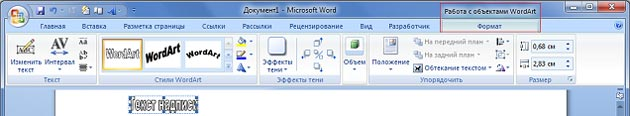 Документ1 - Microsoft Word
Работа с объектами WordArt
Главная
Вставка
Разметка страницы
Ссылки
Рассылки
Рецензирование
Вид
Разработчик
Формат
Изменить текст
Интервал
Текст
WordArt
WordArt
WordArt
Стили WordArt
Эффекты тени
Эффекты тени
Объем
Положение
На передний план
На задний план
Обтекание текстом
Упорядочить
0,68 см
2,83 см
Размер
текст надписи